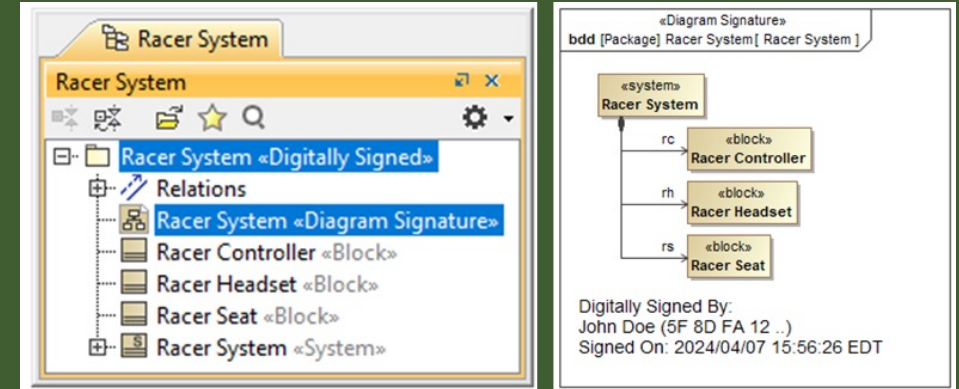 Racer System
Racer System
Racer System «Digitally Signed»
Relations
Racer System «Diagram Signature»
Racer Controller «Block»
Racer Headset «Block»
Racer Seat «Block»
S
Racer System «System»
«Diagram Signature»
bdd [Package] Racer System [ Racer System ]
«system»
Racer System
rc
«block»
Racer Controller
rh
«block»
Racer Headset
rs
«block»
Racer Seat
Digitally Signed By:
John Doe (5F 8D FA 12 ..)
Signed On: 2024/04/07 15:56:26 EDT